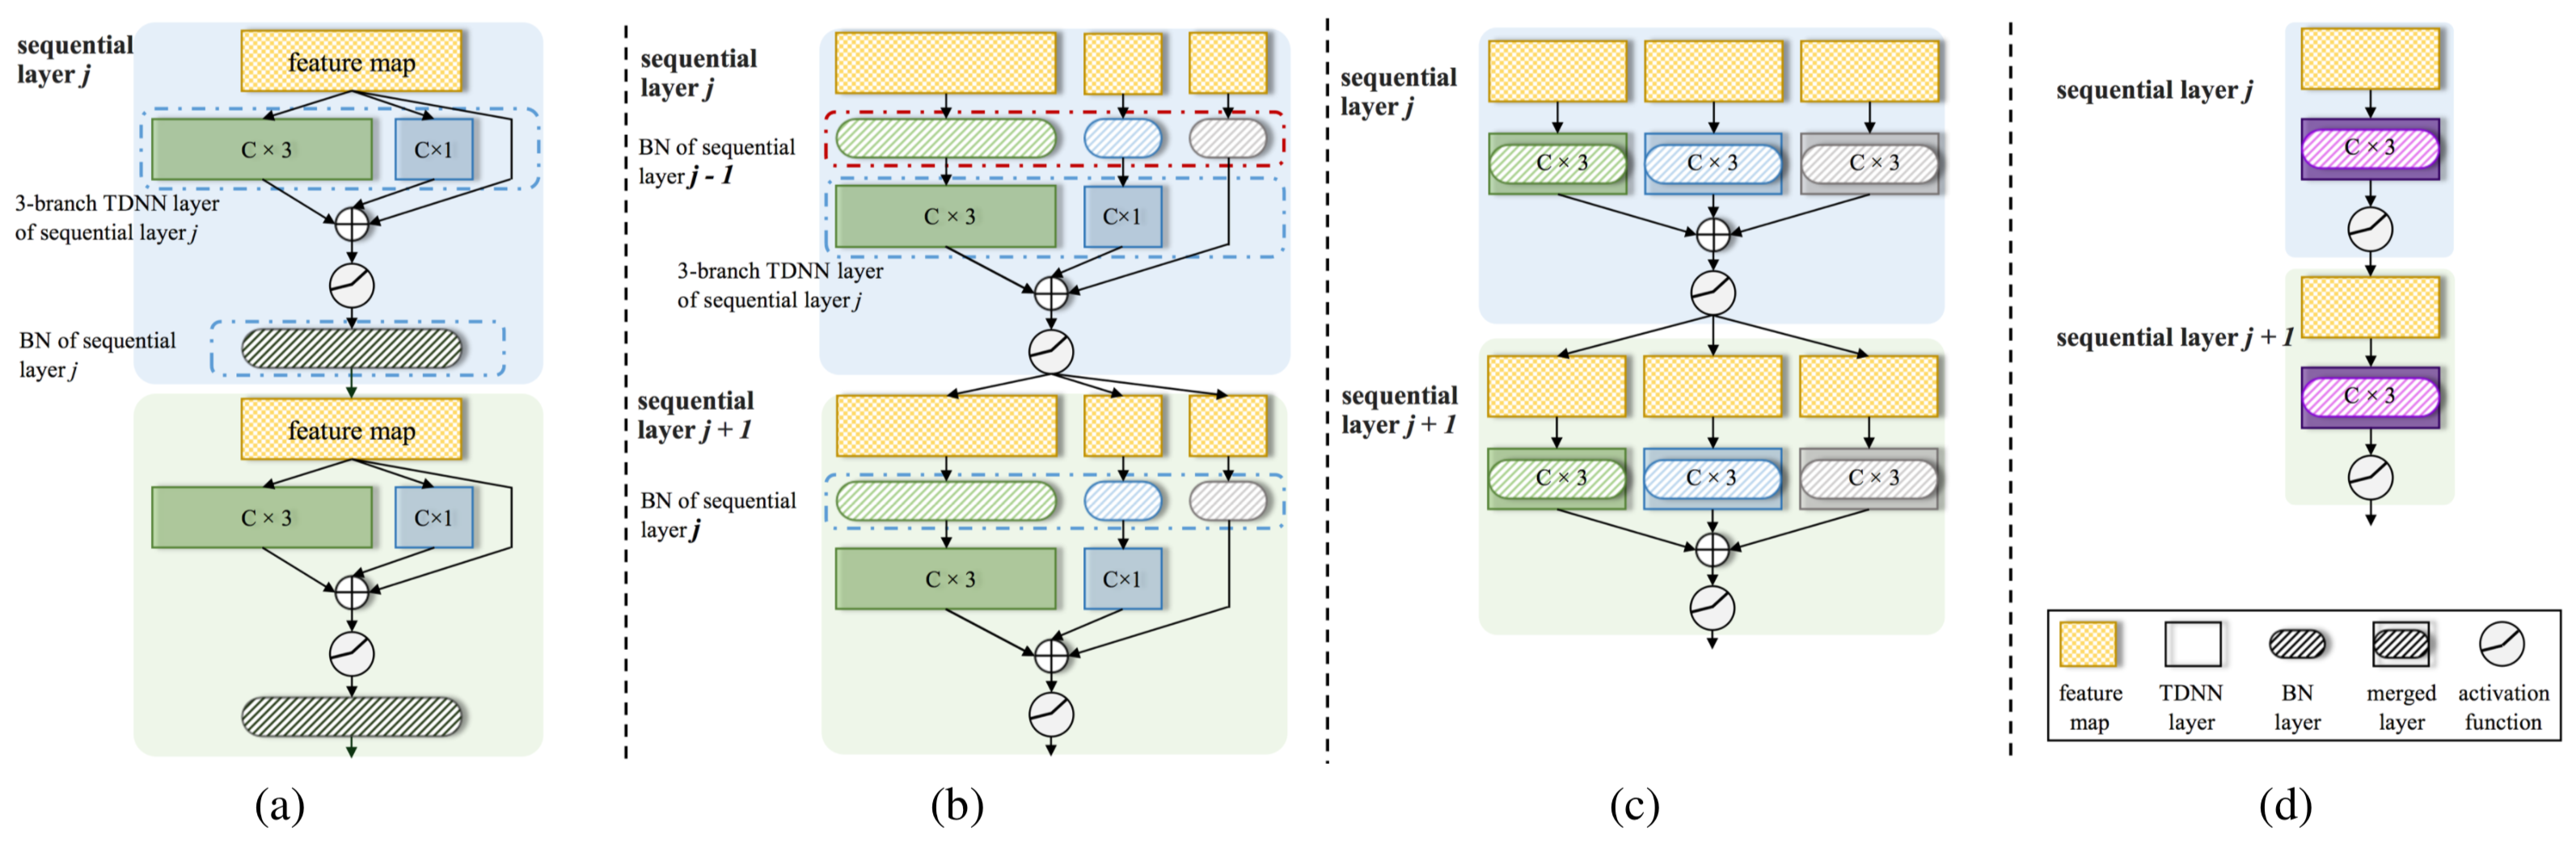 sequential
layer j
feature map
C × 3
C×1
3-branch TDNN layer
of sequential layer j
BN of sequential
layer j
feature map
C × 3
C×1
(a)
sequential
layer j
BN of sequential
layer j - 1
C × 3
C×1
3-branch TDNN layer
of sequential layer j
sequential
layer j + 1
BN of sequential
layer j
C × 3
C×1
(b)
sequential
layer j
C × 3
C × 3
C × 3
sequential
layer j + 1
C × 3
C × 3
C × 3
(c)
sequential layer j
C × 3
sequential layer j + 1
C × 3
feature
map
TDNN
layer
BN
layer
merged
layer
activation
function
(d)